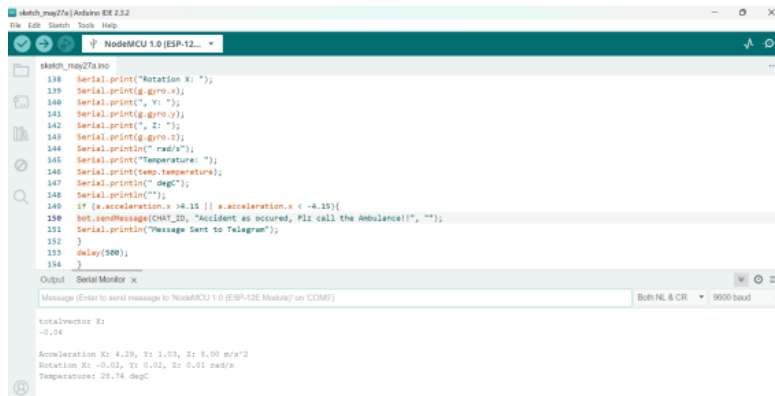 sketch_may27a | Arduino IDE 2.3.2
File Edit Sketch Tools Help
NodeMCU 1.0 (ESP-12...
sketch_may27a.ino
138 Serial.print("Rotation X: ");
139 Serial.print(g.gyro.x);
140 Serial.print(", Y: ");
141 Serial.print(g.gyro.y);
142 Serial.print(", Z: ");
143 Serial.print(g.gyro.z);
144 Serial.println(" rad/s");
145 Serial.print("Temperature: ");
146 Serial.print(temp.temperature);
147 Serial.println(" degC");
148 Serial.println("");
149 if (a.acceleration.x >4.15 || a.acceleration.x < -4.15){
150 bot.sendMessage(CHAT_ID, "Accident as occured, Plz call the Ambulance!!", "");
151 Serial.println("Message Sent to Telegram");
152 }
153 delay(500);
154 }
Output Serial Monitor x
Message (Enter to send message to 'NodeMCU 1.0 (ESP-12E Module)' on 'COM5') Both NL & CR 9600 baud
totalvector X:
-0.04
Acceleration X: 4.29, Y: 1.03, Z: 8.00 m/s^2
Rotation X: -0.02, Y: 0.02, Z: 0.01 rad/s
Temperature: 28.74 degC